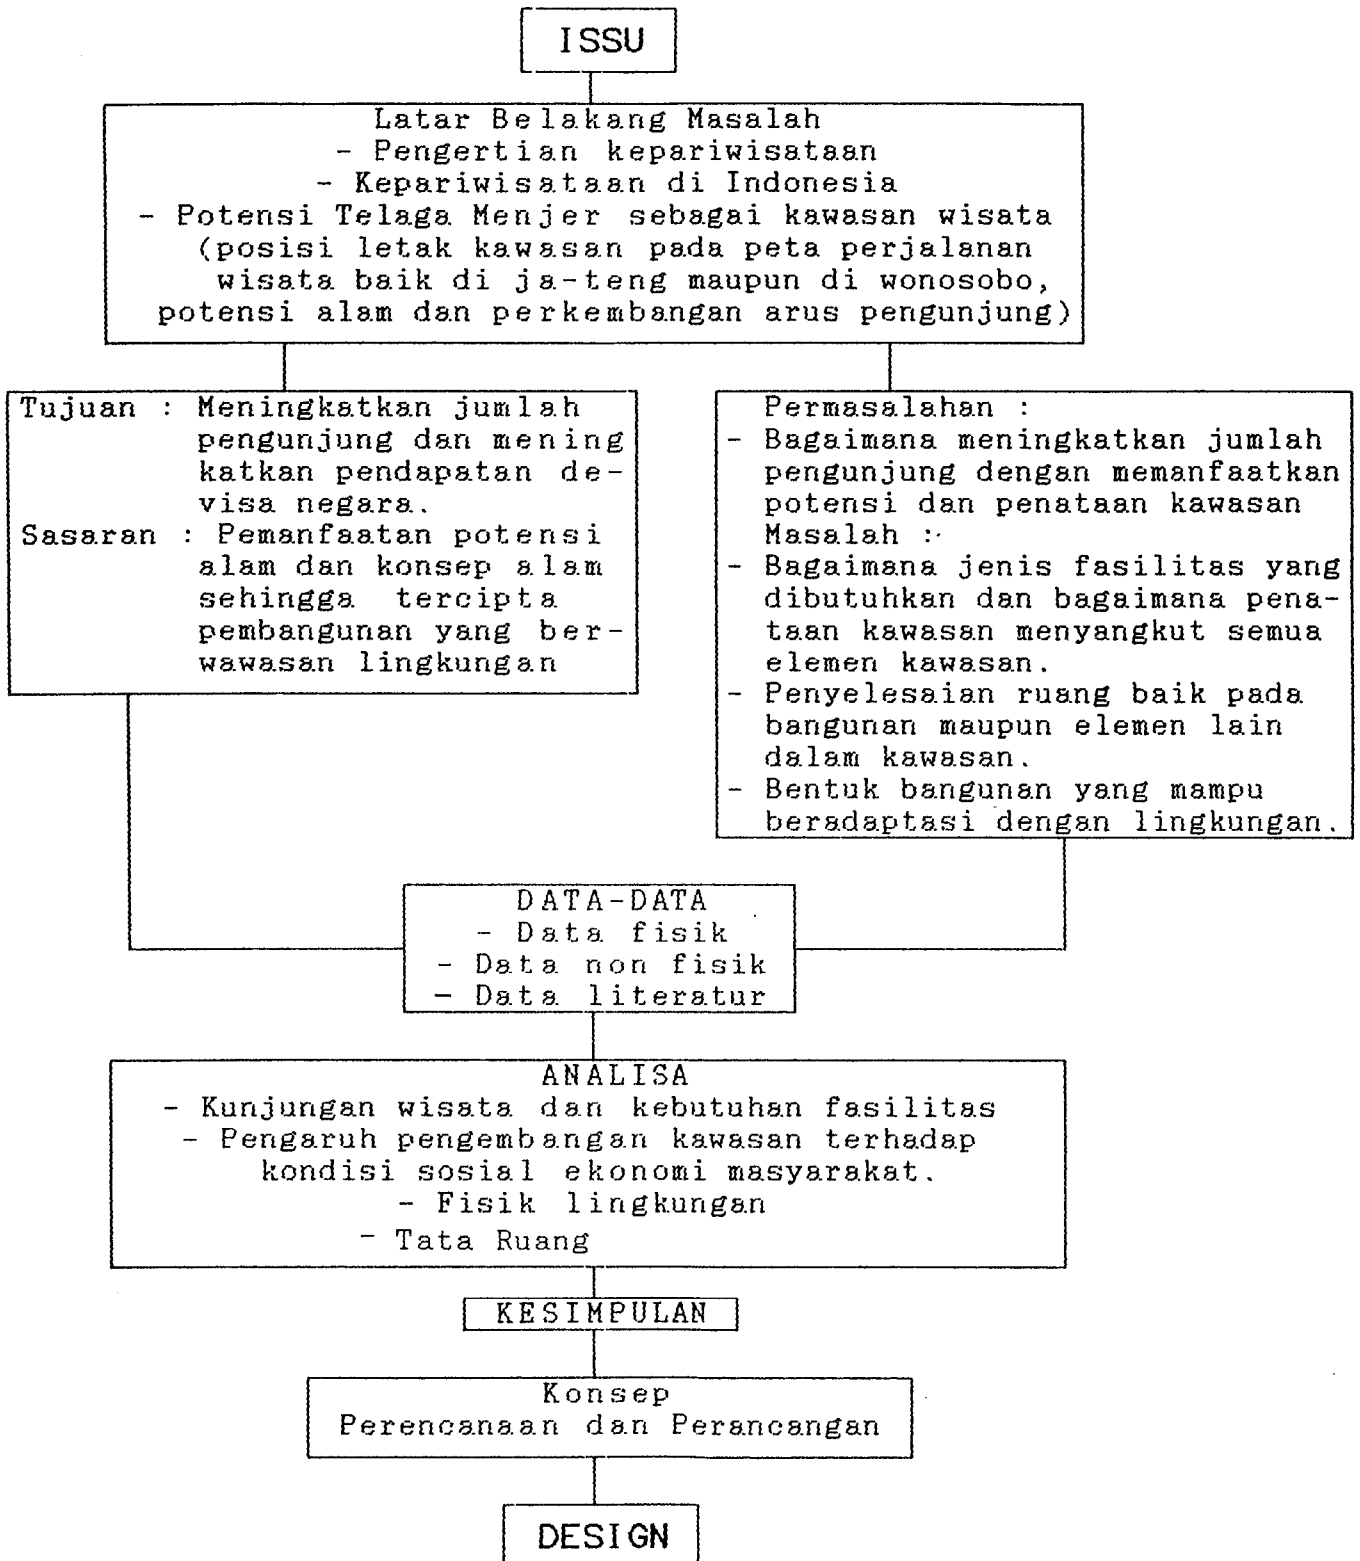 ISSU
Latar Belakang Masalah
- Pengertian kepariwisataan
- Kepariwisataan di Indonesia
- Potensi Telaga Menjer sebagai kawasan wisata
(posisi letak kawasan pada peta perjalanan
wisata baik di ja-teng maupun di wonosobo,
potensi alam dan perkembangan arus pengunjung)
Tujuan : Meningkatkan jumlah
pengunjung dan mening
katkan pendapatan de-
visa negara.
Sasaran : Pemanfaatan potensi
alam dan konsep alam
sehingga tercipta
pembangunan yang ber-
wawasan lingkungan
Permasalahan :
- Bagaimana meningkatkan jumlah
pengunjung dengan memanfaatkan
potensi dan penataan kawasan
Masalah :
- Bagaimana jenis fasilitas yang
dibutuhkan dan bagaimana pena-
taan kawasan menyangkut semua
elemen kawasan.
- Penyelesaian ruang baik pada
bangunan maupun elemen lain
dalam kawasan.
- Bentuk bangunan yang mampu
beradaptasi dengan lingkungan.
DATA-DATA
- Data fisik
- Data non fisik
- Data literatur
ANALISA
- Kunjungan wisata dan kebutuhan fasilitas
- Pengaruh pengembangan kawasan terhadap
kondisi sosial ekonomi masyarakat.
- Fisik lingkungan
- Tata Ruang
KESIMPULAN
Konsep
Perencanaan dan Perancangan
DESIGN